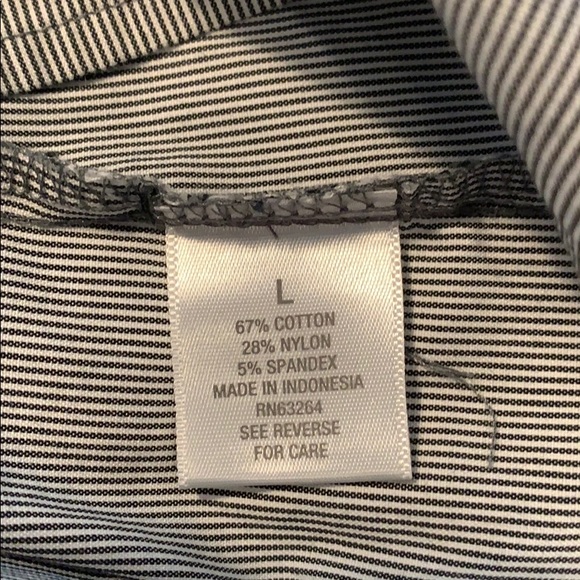 L
67% COTTON
28% NYLON
5% SPANDEX
MADE IN INDONESIA
RN63264
SEE REVERSE
FOR CARE